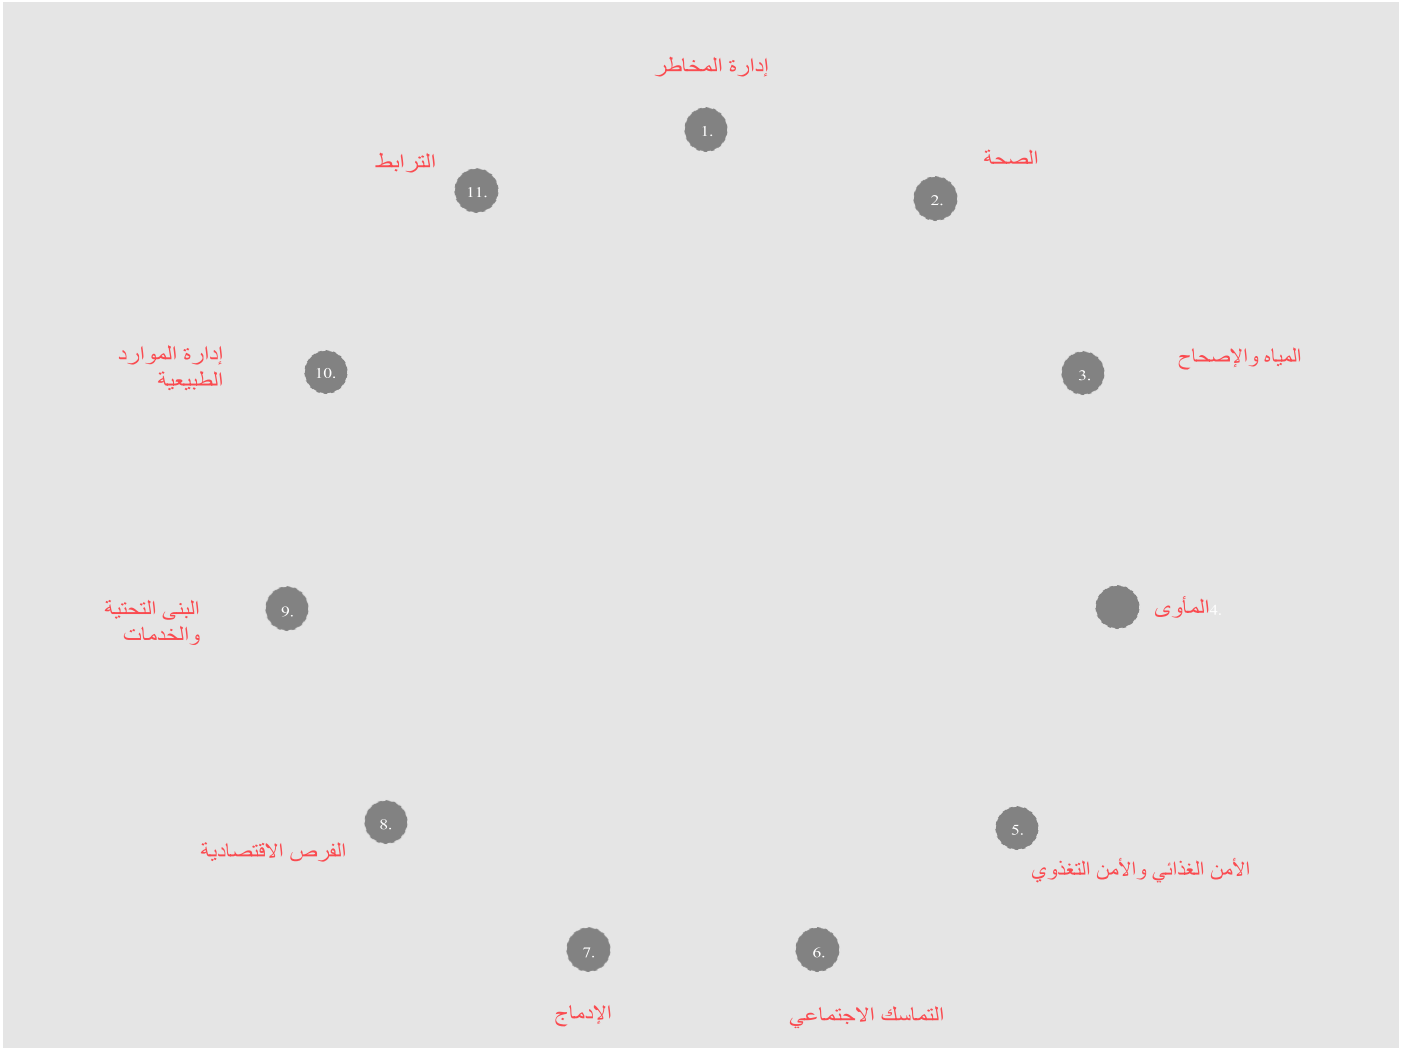 إدارة المخاطر
1.
الصحة
2.
المياه والإصحاح
3.
المأوى
4.
الأمن الغذائي والأمن التغذوي
5.
التماسك الاجتماعي
6.
الإدماج
7.
الفرص الاقتصادية
8.
البنى التحتية
والخدمات
9.
إدارة الموارد
الطبيعية
10.
الترابط
11.